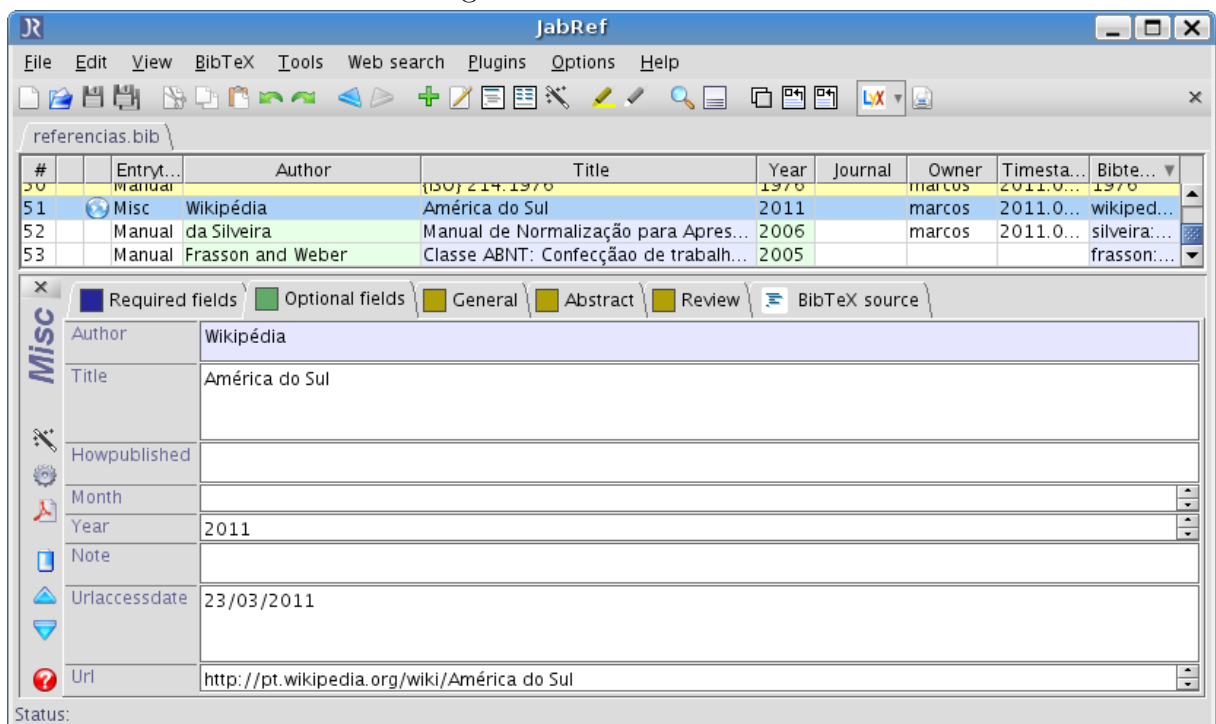 JabRef
File Edit View BibTeX Tools Web search Plugins Options Help
LyX
referencias.bib
# Entryt... Author Title Year Journal Owner Timesta... Bibte...
50 Manual {ISO} 214:1976 1976 marcos 2011.0... 1976
51 Misc Wikipédia América do Sul 2011 marcos 2011.0... wikiped...
52 Manual da Silveira Manual de Normalização para Apres... 2006 marcos 2011.0... silveira:...
53 Manual Frasson and Weber Classe ABNT: Confecçãao de trabalh... 2005 frasson:...
Misc
Required fields Optional fields General Abstract Review BibTeX source
Author Wikipédia
Title América do Sul
Howpublished
Month
Year 2011
Note
Urlaccessdate 23/03/2011
Url http://pt.wikipedia.org/wiki/América do Sul
Status: